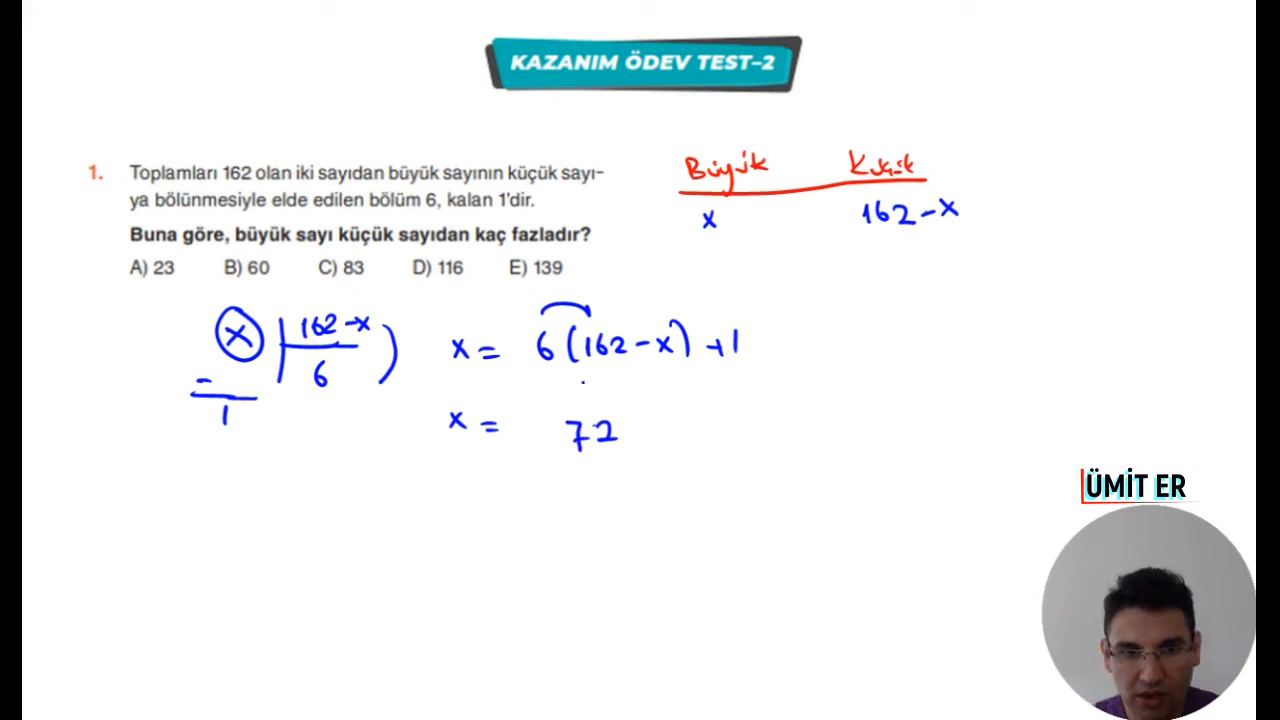 KAZANIM ÖDEV TEST-2
1. Toplamları 162 olan iki sayıdan büyük sayının küçük sayı-
ya bölünmesiyle elde edilen bölüm 6, kalan 1'dir.
Buna göre, büyük sayı küçük sayıdan kaç fazladır?
A) 23 B) 60 C) 83 D) 116 E) 139
Büyük Küçük
x 162-x
x 162-x
6
-
1
x = 6(162-x)+1
x = 72
ÜMİT ER